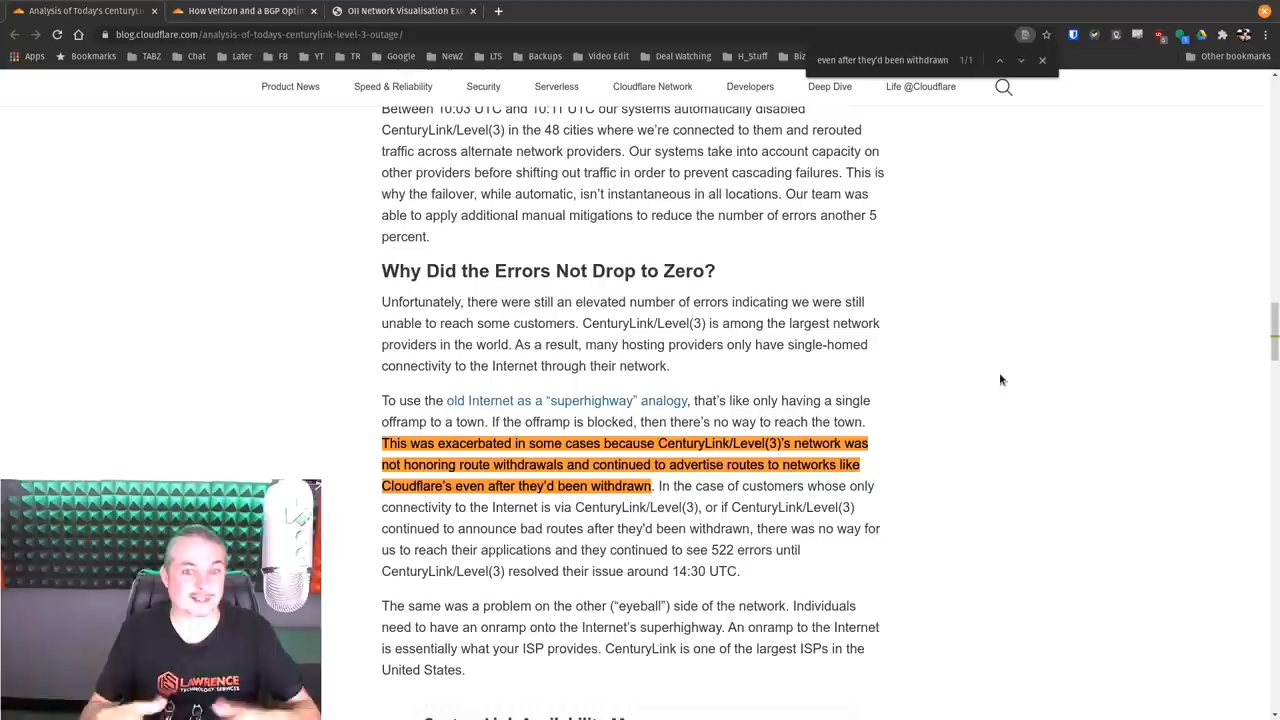 Analysis of Today's CenturyLi
How Verizon and a BGP Opti
OII Network Visualisation Ex
blog.cloudflare.com/analysis-of-todays-centurylink-level-3-outage/
Apps
Bookmarks
TABZ
Chat
Later
FB
YT
TR
Google
NewZ
LTS
Backups
Video Edit
Deal Watching
H_Stuff
Biz
Other bookmarks
even after they'd been withdrawn 1/1
Product News
Speed & Reliability
Security
Serverless
Cloudflare Network
Developers
Deep Dive
Life @Cloudflare
Between 10:03 UTC and 10:11 UTC our systems automatically disabled
CenturyLink/Level(3) in the 48 cities where we're connected to them and rerouted
traffic across alternate network providers. Our systems take into account capacity on
other providers before shifting out traffic in order to prevent cascading failures. This is
why the failover, while automatic, isn't instantaneous in all locations. Our team was
able to apply additional manual mitigations to reduce the number of errors another 5
percent.
Why Did the Errors Not Drop to Zero?
Unfortunately, there were still an elevated number of errors indicating we were still
unable to reach some customers. CenturyLink/Level(3) is among the largest network
providers in the world. As a result, many hosting providers only have single-homed
connectivity to the Internet through their network.
To use the old Internet as a “superhighway” analogy, that's like only having a single
offramp to a town. If the offramp is blocked, then there's no way to reach the town.
This was exacerbated in some cases because CenturyLink/Level(3)'s network was
not honoring route withdrawals and continued to advertise routes to networks like
Cloudflare's even after they'd been withdrawn. In the case of customers whose only
connectivity to the Internet is via CenturyLink/Level(3), or if CenturyLink/Level(3)
continued to announce bad routes after they'd been withdrawn, there was no way for
us to reach their applications and they continued to see 522 errors until
CenturyLink/Level(3) resolved their issue around 14:30 UTC.
The same was a problem on the other (“eyeball”) side of the network. Individuals
need to have an onramp onto the Internet's superhighway. An onramp to the Internet
is essentially what your ISP provides. CenturyLink is one of the largest ISPs in the
United States.
LAWRENCE
TECHNOLOGY SERVICES